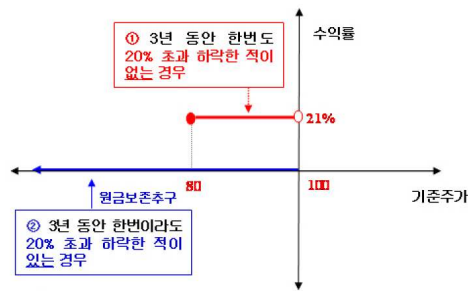 ① 3년 동안 한번도
20% 초과 하락한 적이
없는 경우
수익률
21%
80
100
원금보존추구
기준주가
② 3년 동안 한번이라도
20% 초과 하락한 적이
있는 경우